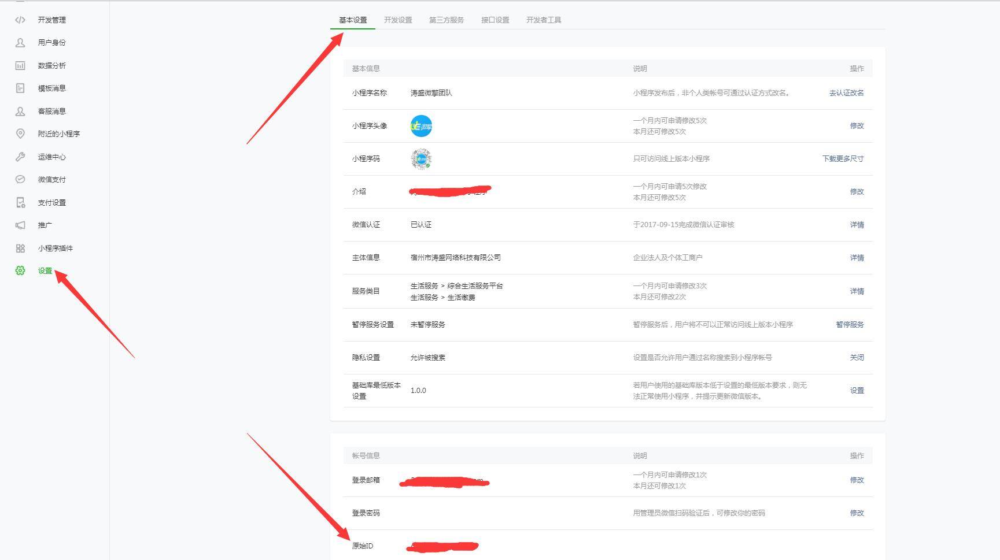 开发管理
用户身份
数据分析
模板消息
客服消息
附近的小程序
运维中心
微信支付
支付设置
推广
小程序插件
设置
基本设置 开发设置 第三方服务 接口设置 开发者工具
基本信息 说明 操作
小程序名称 涛盛微擎团队 小程序发布后，非个人类帐号可通过认证方式改名。 去认证改名
小程序头像 一个月内可申请修改5次 修改
本月还可修改5次
小程序码 只可访问线上版本小程序 下载更多尺寸
介绍 一个月内可申请5次修改 修改
本月还可修改5次
微信认证 已认证 于2017-09-15完成微信认证审核 详情
主体信息 宿州市涛盛网络科技有限公司 企业法人及个体工商户 详情
服务类目 生活服务 > 综合生活服务平台 一个月内可申请修改3次 详情
生活服务 > 生活缴费 本月还可修改2次
暂停服务设置 未暂停服务 暂停服务后，用户将不可以正常访问线上版本小程序 暂停服务
隐私设置 允许被搜索 设置是否允许用户通过名称搜索到小程序帐号 关闭
基础库最低版本 1.0.0 若用户使用的基础库版本低于设置的最低版本要求，则无 设置
设置 法正常使用小程序，并提示更新微信版本。
帐号信息 说明 操作
登录邮箱 一个月内可申请修改1次 修改
本月还可修改1次
登录密码 用管理员微信扫码验证后，可修改你的密码 修改
原始ID